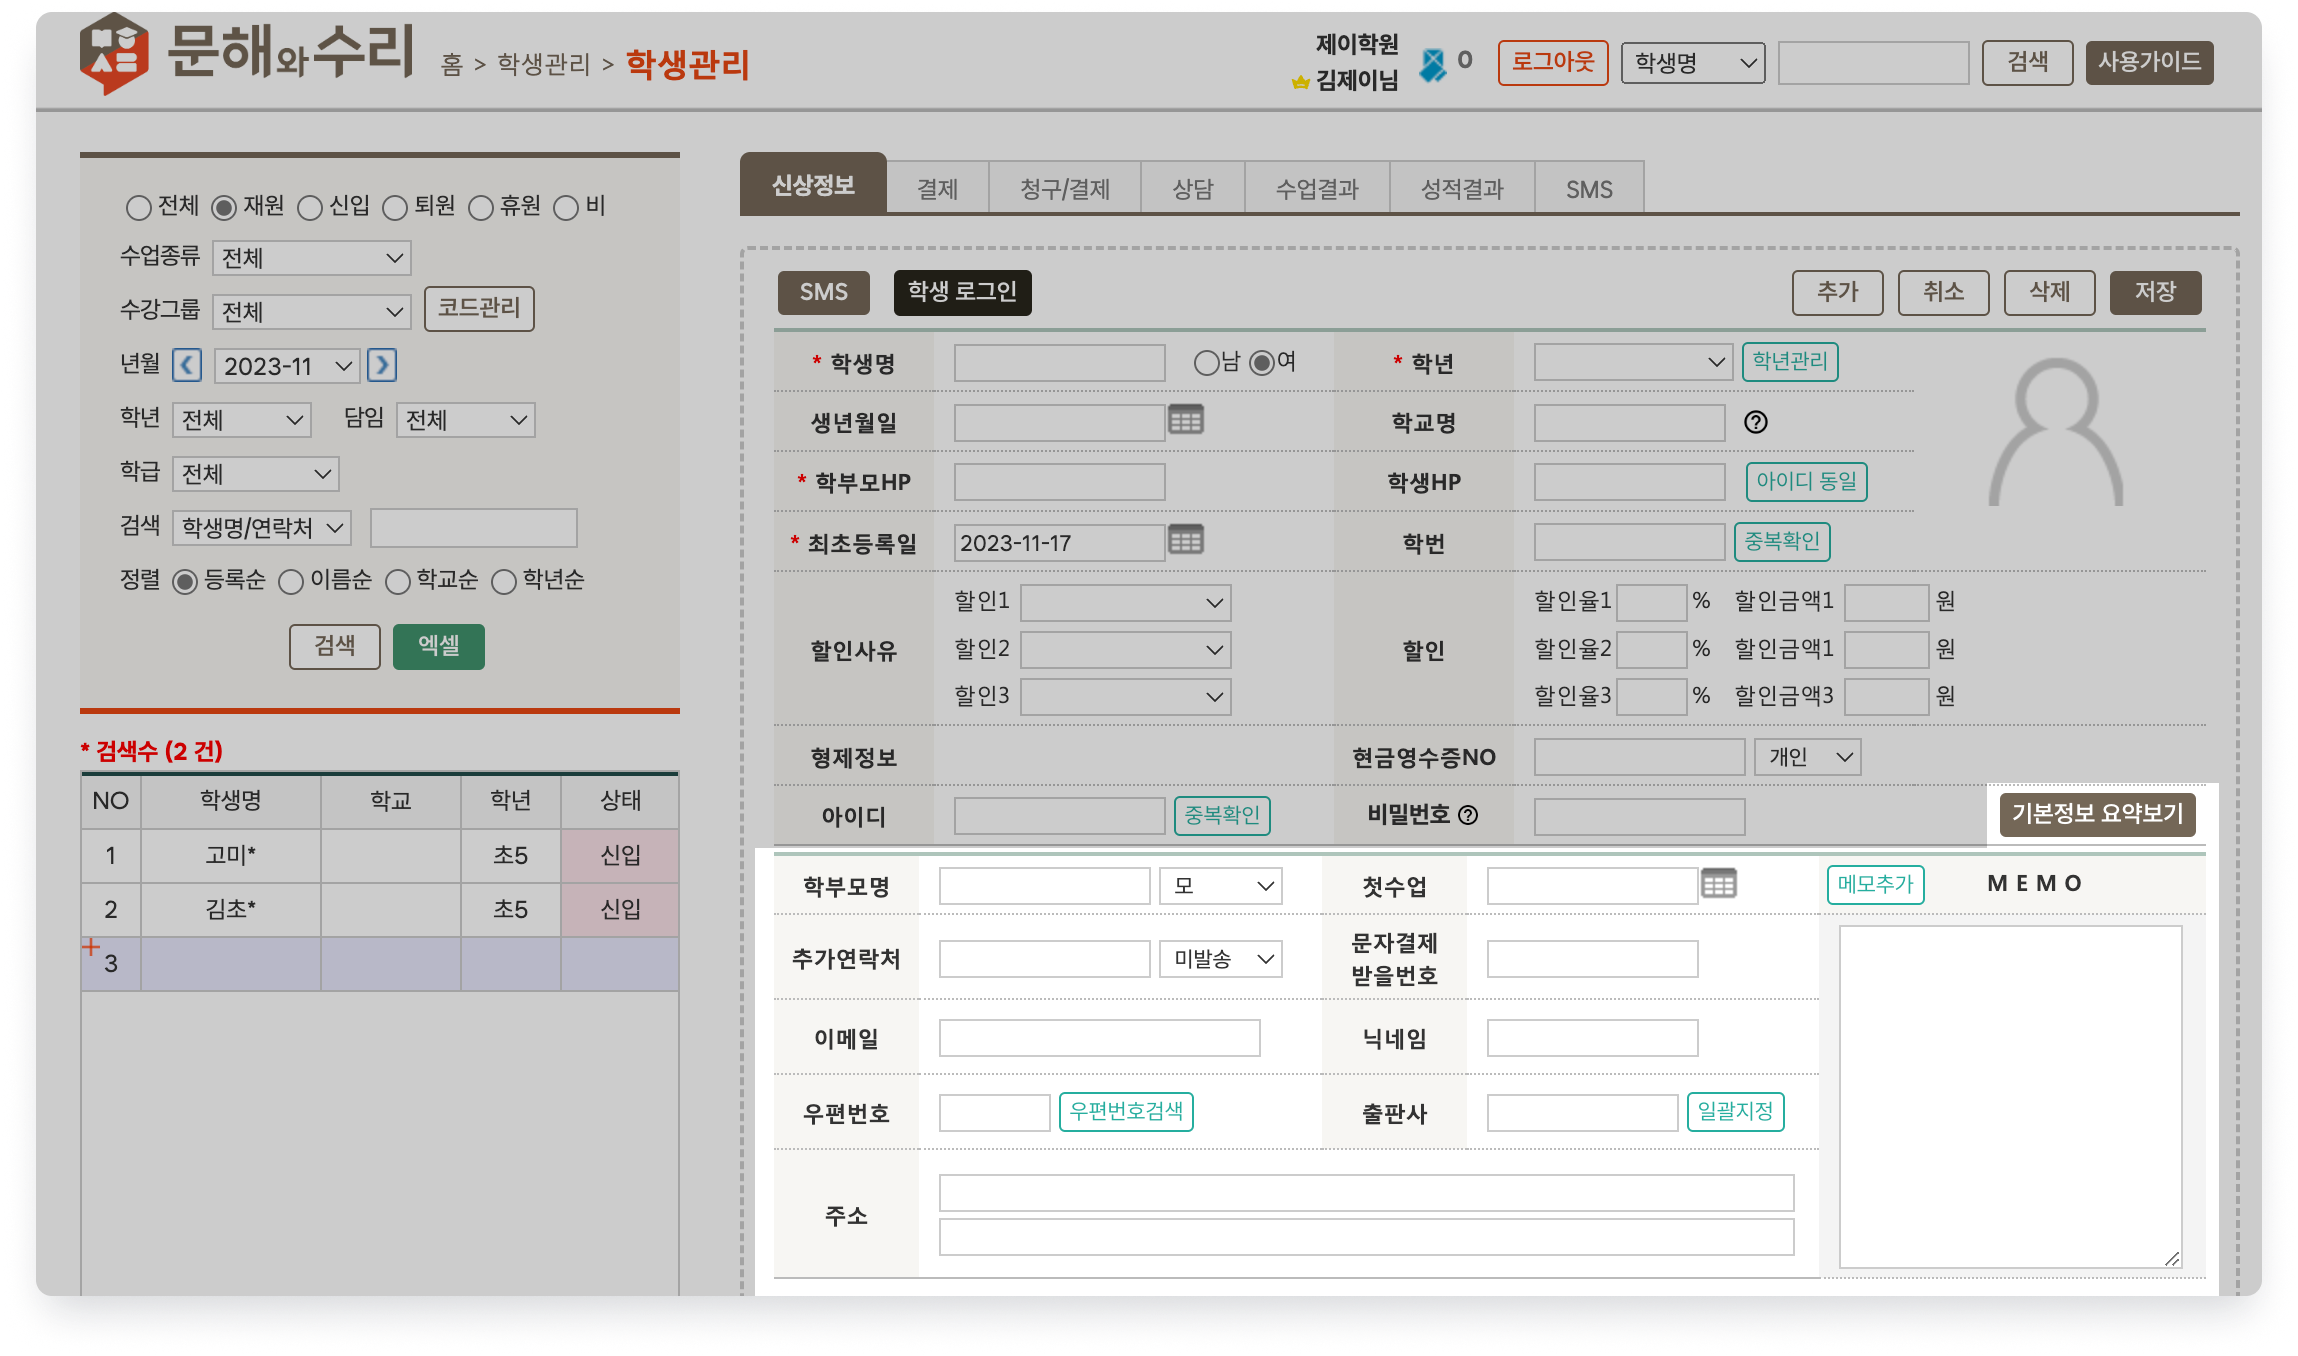 문해와수리
홈 > 학생관리 > 학생관리
제이학원
김제이님
0
로그아웃
학생명
검색
사용가이드
전체 재원 신입 퇴원 휴원 비
수업종류 전체
수강그룹 전체 코드관리
년월 2023-11
학년 전체 담임 전체
학급 전체
검색 학생명/연락처
정렬 등록순 이름순 학교순 학년순
검색 엑셀
* 검색수 (2 건)
NO 학생명 학교 학년 상태
1 고미* 초5 신입
2 김초* 초5 신입
3
신상정보 결제 청구/결제 상담 수업결과 성적결과 SMS
SMS 학생 로그인 추가 취소 삭제 저장
* 학생명 남 여 * 학년 학년관리
생년월일 학교명 ?
* 학부모HP 학생HP 아이디 동일
* 최초등록일 2023-11-17 학번 중복확인
할인사유 할인1 할인 할인율1 % 할인금액1 원
할인2 할인율2 % 할인금액1 원
할인3 할인율3 % 할인금액3 원
형제정보 현금영수증NO 개인
아이디 중복확인 비밀번호 ? 기본정보 요약보기
학부모명 모 첫수업 메모추가 M E M O
추가연락처 미발송 문자결제
받을번호
이메일 닉네임
우편번호 우편번호검색 출판사 일괄지정
주소